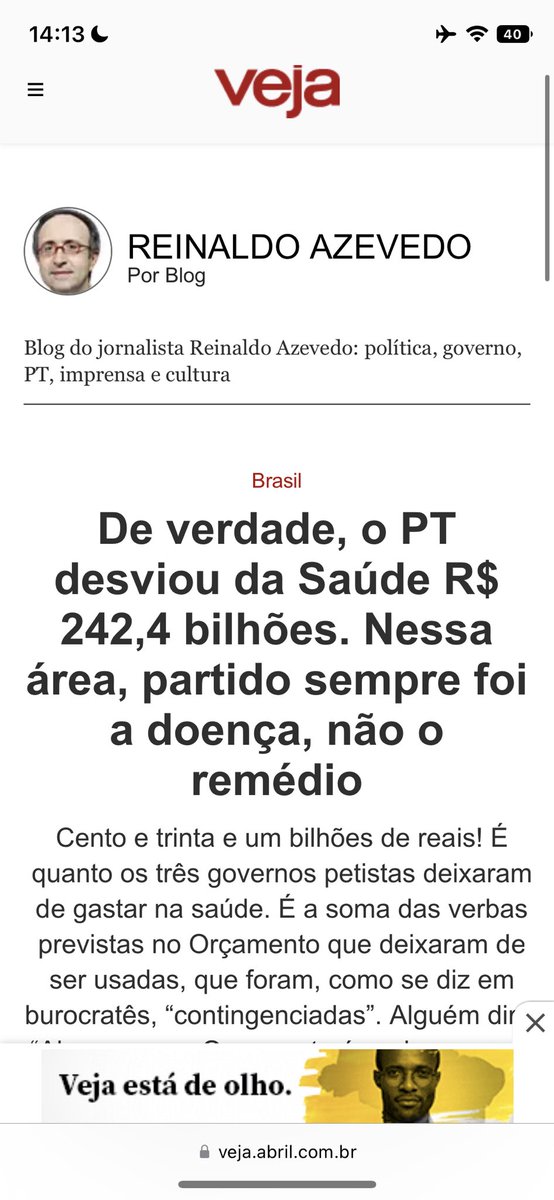 14:13
40
veja
REINALDO AZEVEDO
Por Blog
Blog do jornalista Reinaldo Azevedo: política, governo,
PT, imprensa e cultura
Brasil
De verdade, o PT
desviou da Saúde R$
242,4 bilhões. Nessa
área, partido sempre foi
a doença, não o
remédio
Cento e trinta e um bilhões de reais! É
quanto os três governos petistas deixaram
de gastar na saúde. É a soma das verbas
previstas no Orçamento que deixaram de
ser usadas, que foram, como se diz em
burocratês, “contingenciadas”. Alguém
Veja está de olho.
veja.abril.com.br